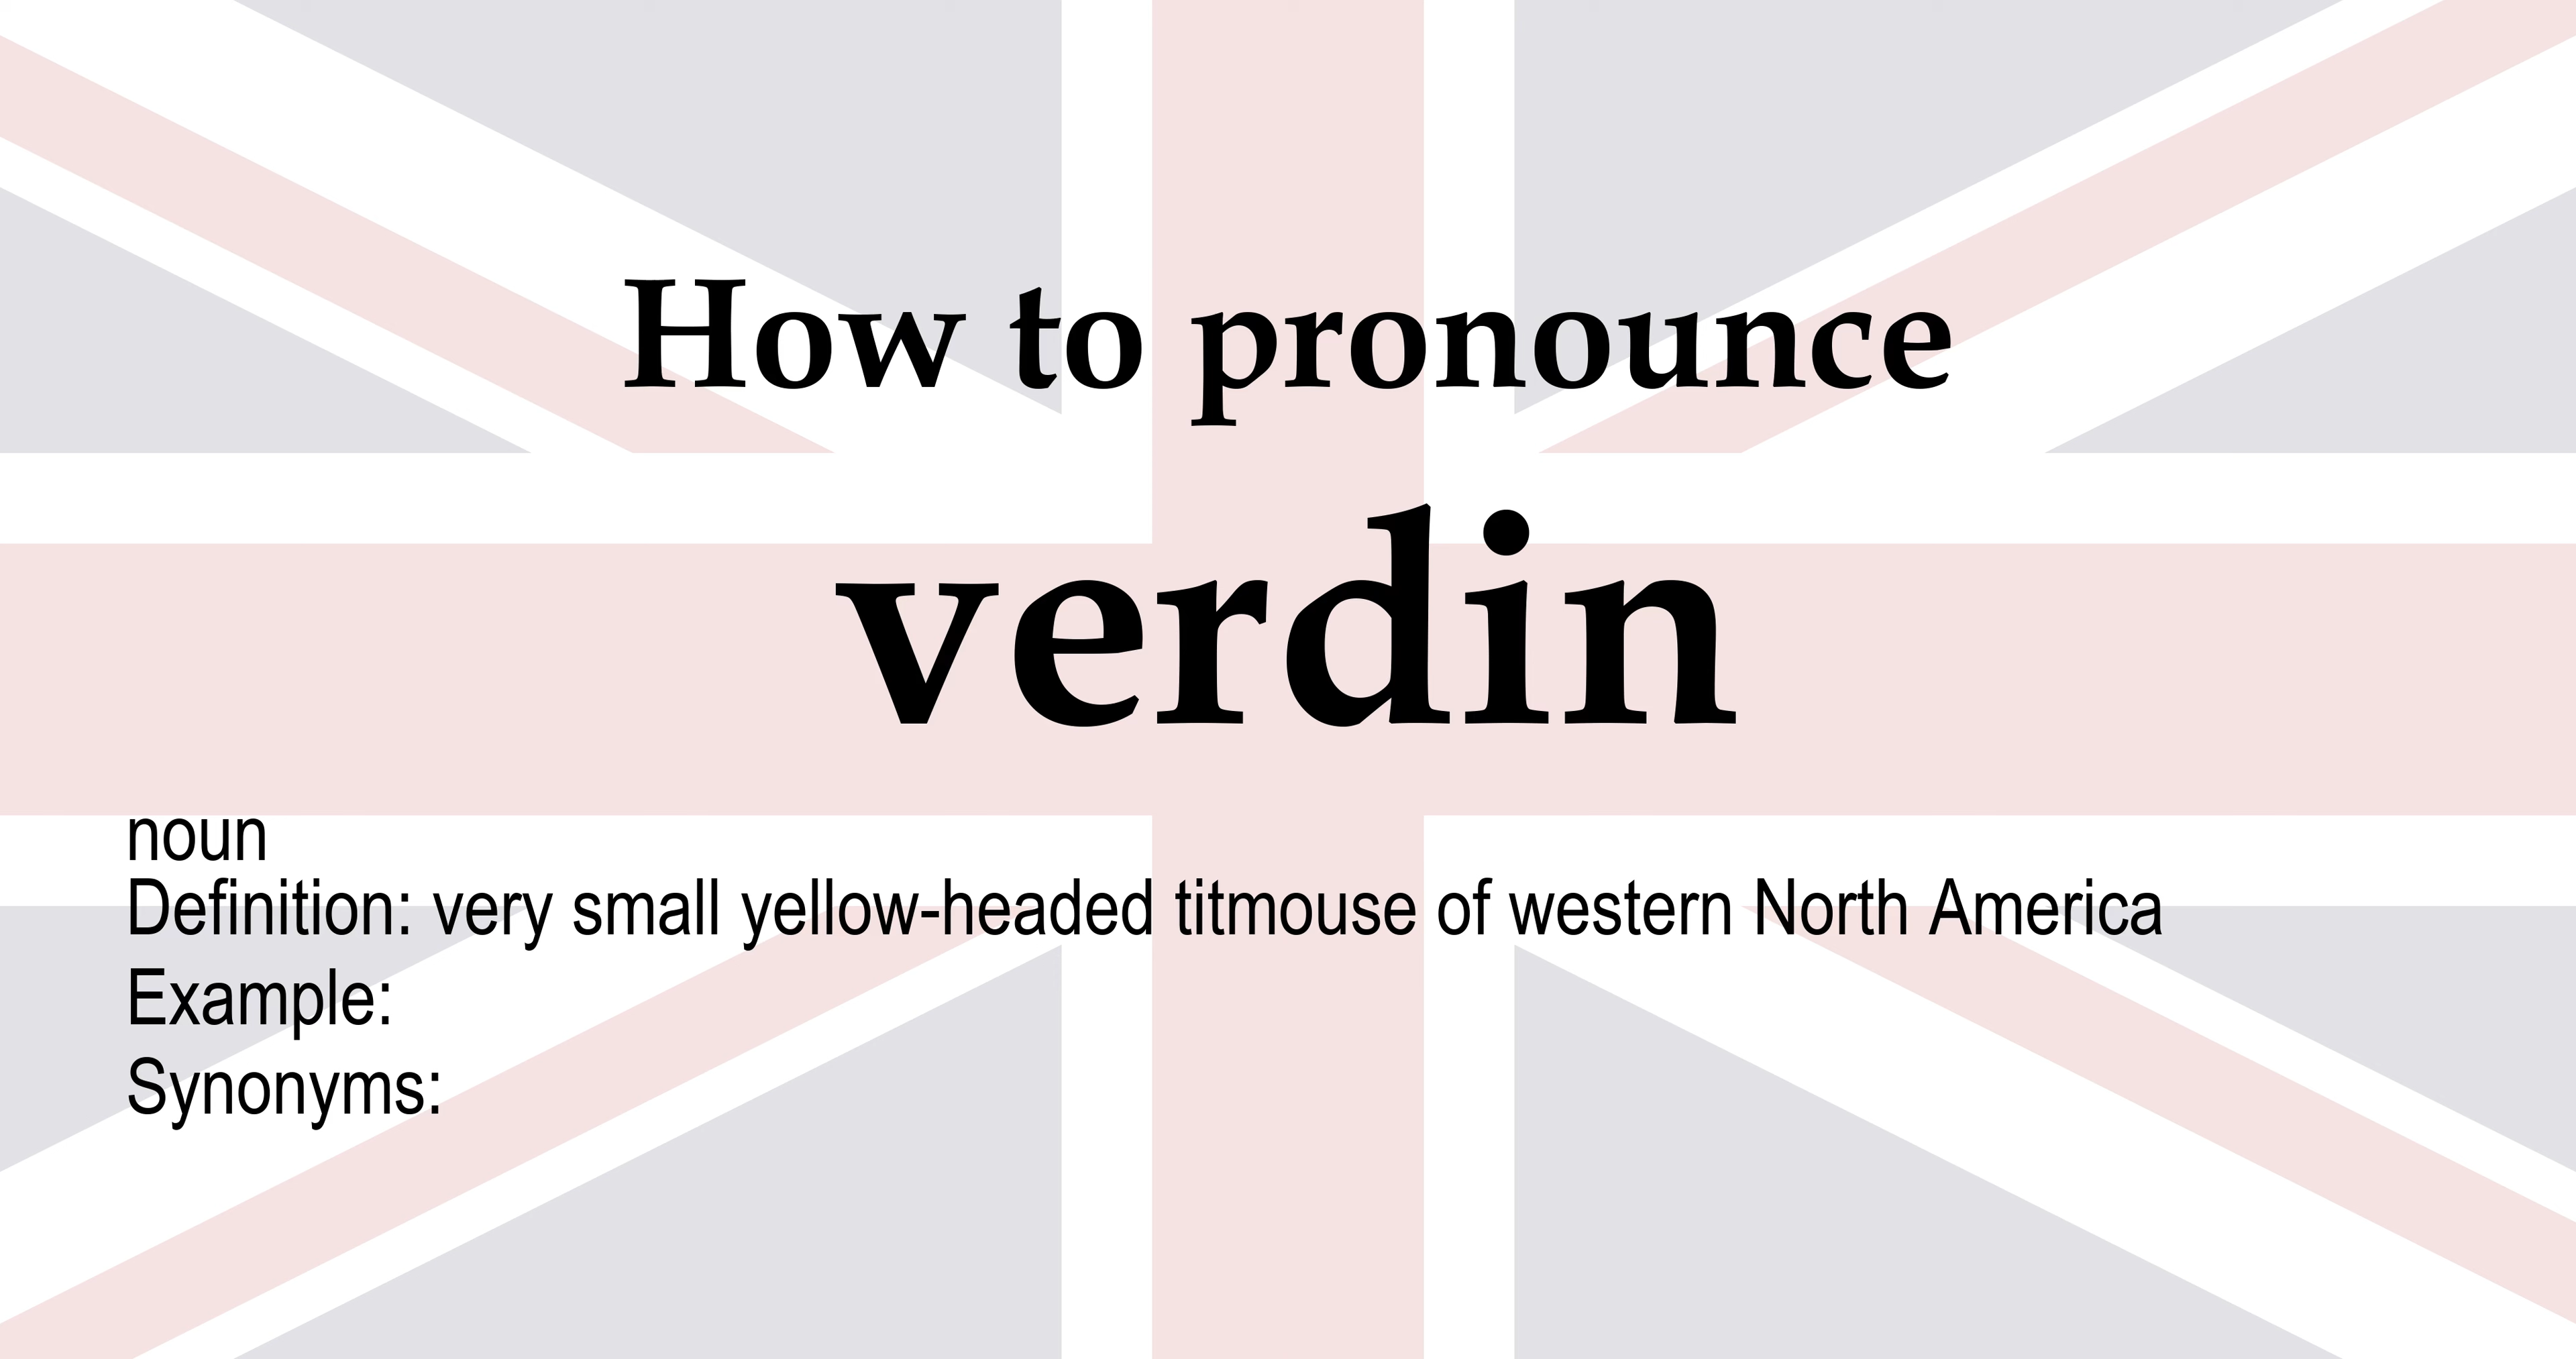 How to pronounce
verdin
noun
Definition: very small yellow-headed titmouse of western North America
Example:
Synonyms: